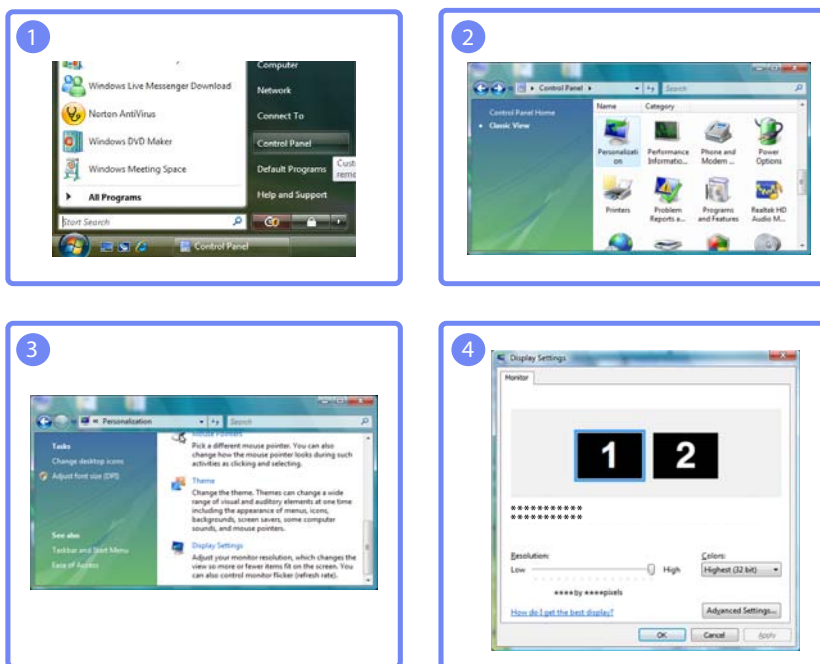 1
Computer
Windows Live Messenger Download
Network
Norton AntiVirus
Connect To
Windows DVD Maker
Control Panel
Windows Meeting Space
Default Programs
All Programs
Help and Support
Start Search
Control Panel
2
Control Panel
Search
Control Panel Home
Classic View
Name Category
Personalizati
on
Performance
Informatio...
Phone and
Modem ...
Power
Options
Printers
Problem
Reports a...
Programs
and Features
Realtek HD
Audio M...
3
Personalization
Search
Tasks
Change desktop icons
Adjust font size (DPI)
See also
Taskbar and Start Menu
Ease of Access
Mouse Pointers
Pick a different mouse pointer. You can also
change how the mouse pointer looks during such
activities as clicking and selecting.
Theme
Change the theme. Themes can change a wide
range of visual and auditory elements at one time
including the appearance of menus, icons,
backgrounds, screen savers, some computer
sounds, and mouse pointers.
Display Settings
Adjust your monitor resolution, which changes the
view so more or fewer items fit on the screen. You
can also control monitor flicker (refresh rate).
4
Display Settings
Monitor
1 2
***********
***********
Resolution:
Low High
Colors:
Highest (32 bit)
****by ****pixels
How do I get the best display?
Advanced Settings...
OK Cancel Apply